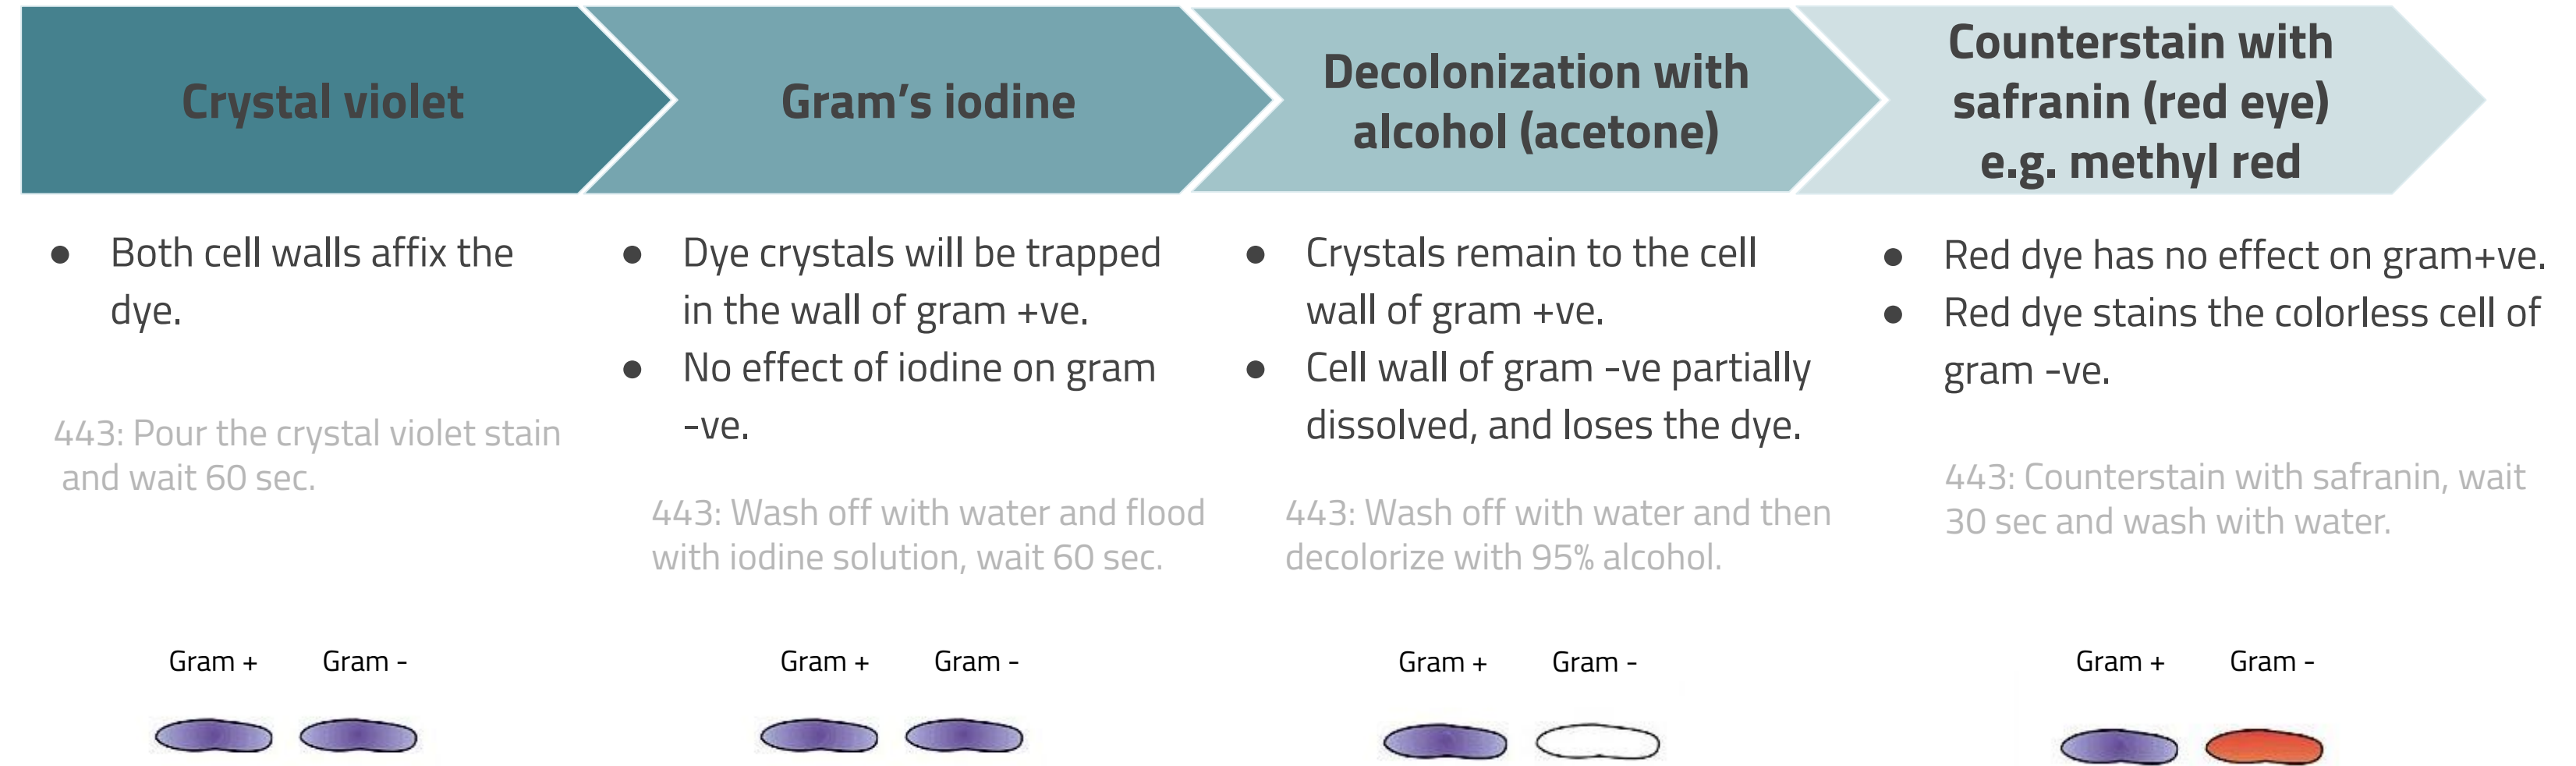 Crystal violet
Gram's iodine
Decolonization with
alcohol (acetone)
Counterstain with
safranin (red eye)
e.g. methyl red
● Both cell walls affix the
dye.
443: Pour the crystal violet stain
and wait 60 sec.
● Dye crystals will be trapped
in the wall of gram +ve.
● No effect of iodine on gram
-ve.
443: Wash off with water and flood
with iodine solution, wait 60 sec.
● Crystals remain to the cell
wall of gram +ve.
● Cell wall of gram -ve partially
dissolved, and loses the dye.
443: Wash off with water and then
decolorize with 95% alcohol.
● Red dye has no effect on gram+ve.
● Red dye stains the colorless cell of
gram -ve.
443: Counterstain with safranin, wait
30 sec and wash with water.
Gram + Gram -
Gram + Gram -
Gram + Gram -
Gram + Gram -